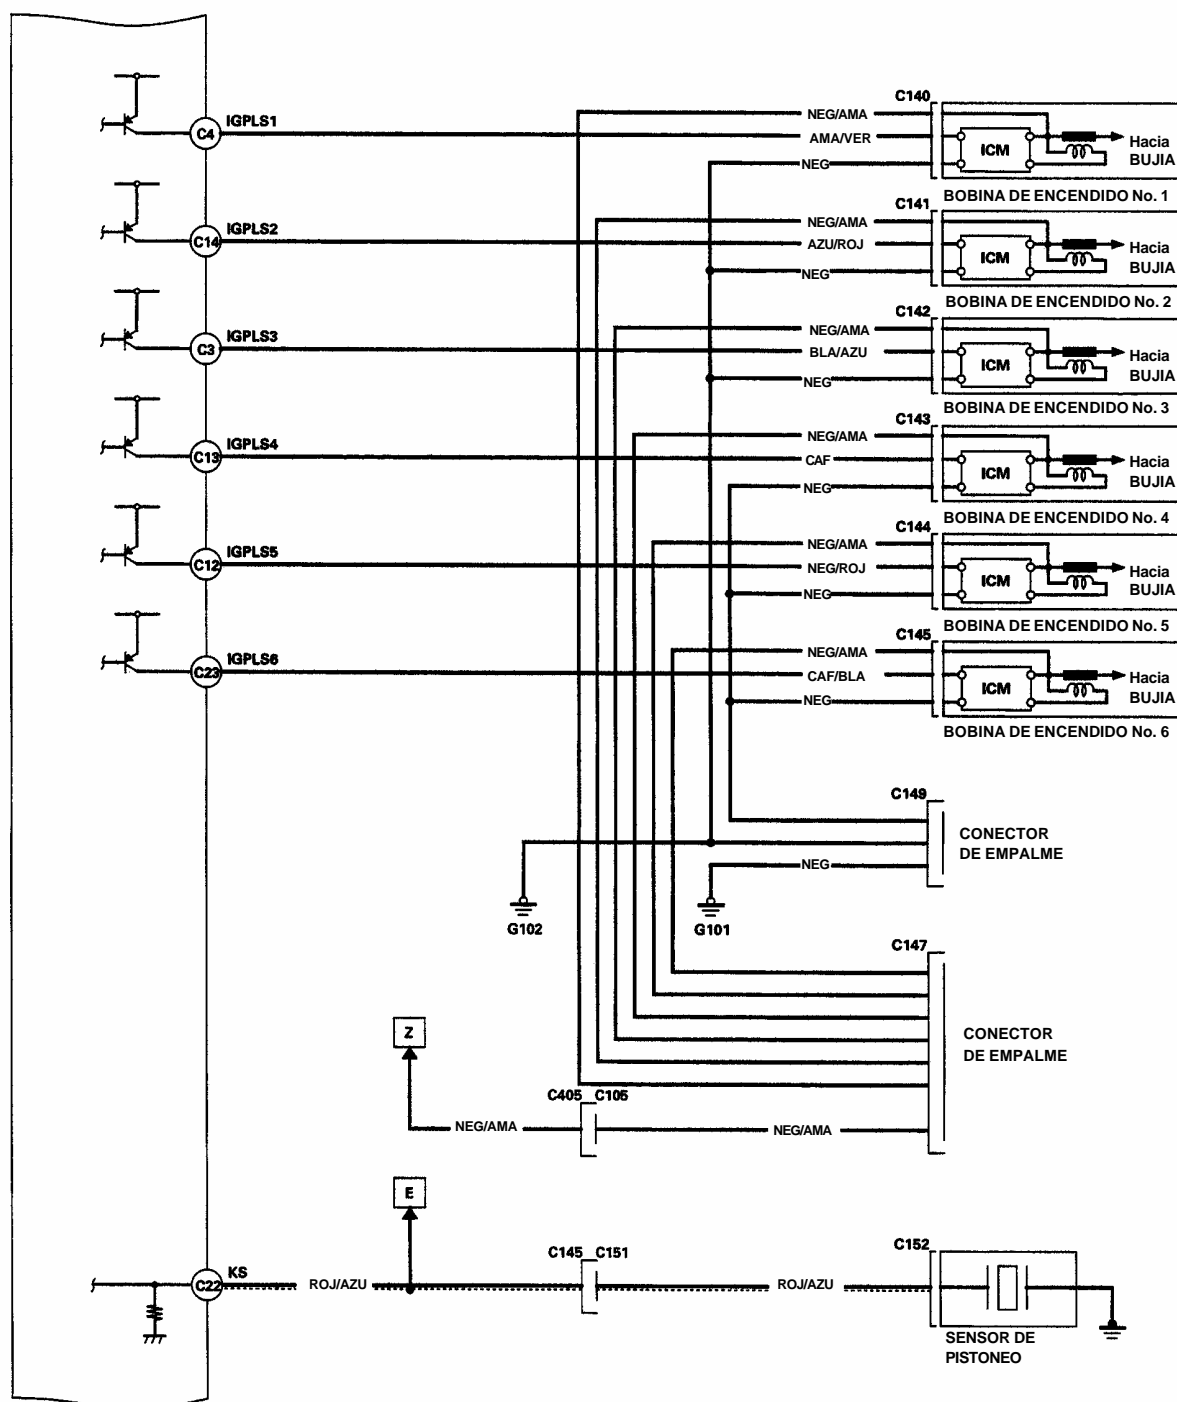 C4
IGPLS1
C140
NEG/AMA
AMA/VER
NEG
ICM
Hacia
BUJIA
BOBINA DE ENCENDIDO No. 1
C14
IGPLS2
C141
NEG/AMA
AZU/ROJ
NEG
ICM
Hacia
BUJIA
BOBINA DE ENCENDIDO No. 2
C3
IGPLS3
C142
NEG/AMA
BLA/AZU
NEG
ICM
Hacia
BUJIA
BOBINA DE ENCENDIDO No. 3
C13
IGPLS4
C143
NEG/AMA
CAF
NEG
ICM
Hacia
BUJIA
BOBINA DE ENCENDIDO No. 4
C12
IGPLS5
C144
NEG/AMA
NEG/ROJ
NEG
ICM
Hacia
BUJIA
BOBINA DE ENCENDIDO No. 5
C23
IGPLS6
C145
NEG/AMA
CAF/BLA
NEG
ICM
Hacia
BUJIA
BOBINA DE ENCENDIDO No. 6
C149
CONECTOR
DE EMPALME
NEG
G102
G101
C147
CONECTOR
DE EMPALME
Z
C405 C105
NEG/AMA
NEG/AMA
E
C22
KS
ROJ/AZU
C145 C151
ROJ/AZU
C152
SENSOR DE
PISTONEO